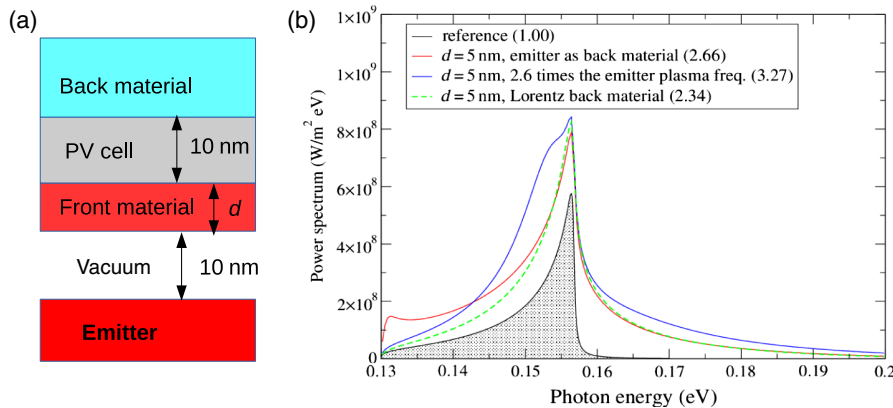 (a)
Back material
PV cell
10 nm
Front material
d
Vacuum
10 nm
Emitter
(b)
reference (1.00)
d = 5 nm, emitter as back material (2.66)
d = 5 nm, 2.6 times the emitter plasma freq. (3.27)
d = 5 nm, Lorentz back material (2.34)
Power spectrum (W/m² eV)
1×10⁹
1×10⁹
8×10⁸
6×10⁸
4×10⁸
2×10⁸
0
0.13
0.14
0.15
0.16
0.17
0.18
0.19
0.2
Photon energy (eV)